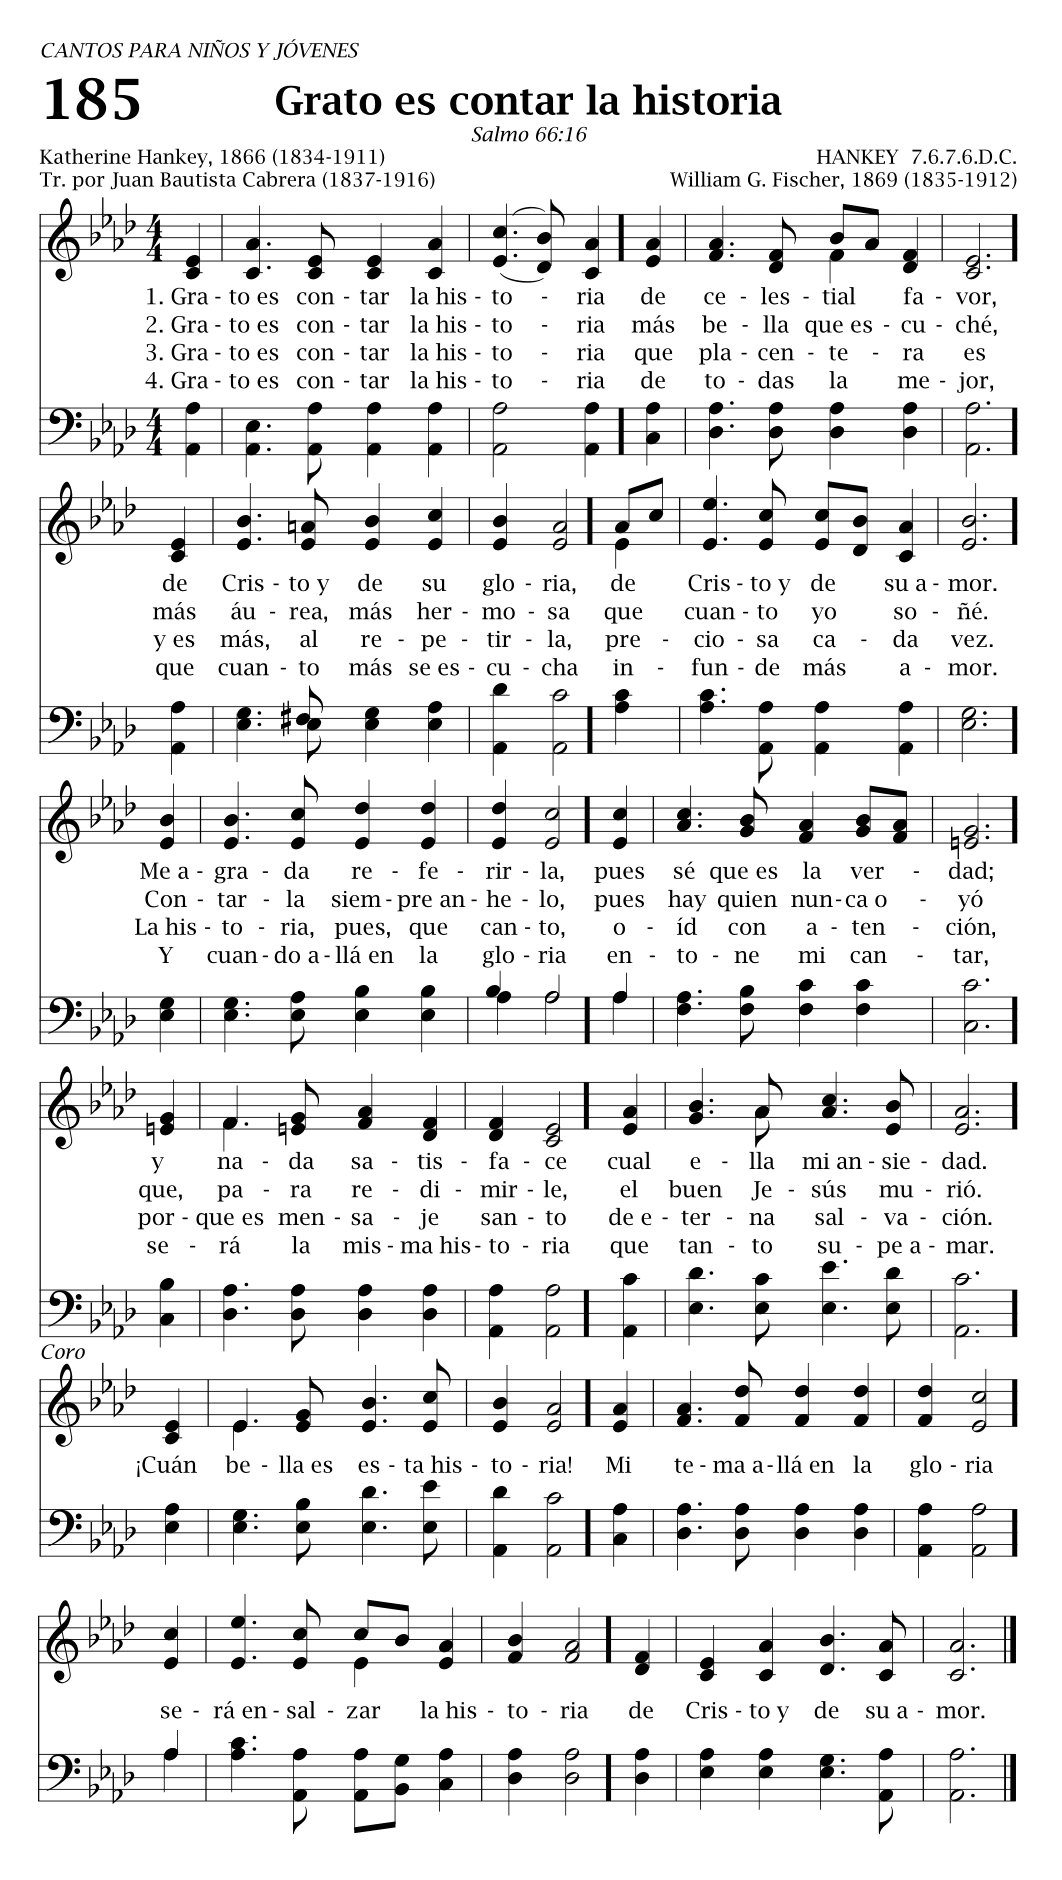 CANTOS PARA NIÑOS Y JÓVENES
185 Grato es contar la historia
Salmo 66:16
Katherine Hankey, 1866 (1834-1911) HANKEY 7.6.7.6.D.C.
Tr. por Juan Bautista Cabrera (1837-1916) William G. Fischer, 1869 (1835-1912)
4 4
1. Gra - to es con - tar la his - to - ria de ce - les - tial fa - vor,
2. Gra - to es con - tar la his - to - ria más be - lla que es - cu - ché,
3. Gra - to es con - tar la his - to - ria que pla - cen - te - ra es
4. Gra - to es con - tar la his - to - ria de to - das la me - jor,
4 4
de Cris - to y de su glo - ria, de Cris - to y de su a - mor.
más áu - rea, más her - mo - sa que cuan - to yo so - ñé.
y es más, al re - pe - tir - la, pre - cio - sa ca - da vez.
que cuan - to más se es - cu - cha in - fun - de más a - mor.
Me a - gra - da re - fe - rir - la, pues sé que es la ver - dad;
Con - tar - la siem - pre an - he - lo, pues hay quien nun - ca o - yó
La his - to - ria, pues, que can - to, o - íd con a - ten - ción,
Y cuan - do a - llá en la glo - ria en - to - ne mi can - tar,
y na - da sa - tis - fa - ce cual e - lla mi an - sie - dad.
que, pa - ra re - di - mir - le, el buen Je - sús mu - rió.
por - que es men - sa - je san - to de e - ter - na sal - va - ción.
se - rá la mis - ma his - to - ria que tan - to su - pe a - mar.
Coro
¡Cuán be - lla es es - ta his - to - ria! Mi te - ma a - llá en la glo - ria
se - rá en - sal - zar la his - to - ria de Cris - to y de su a - mor.